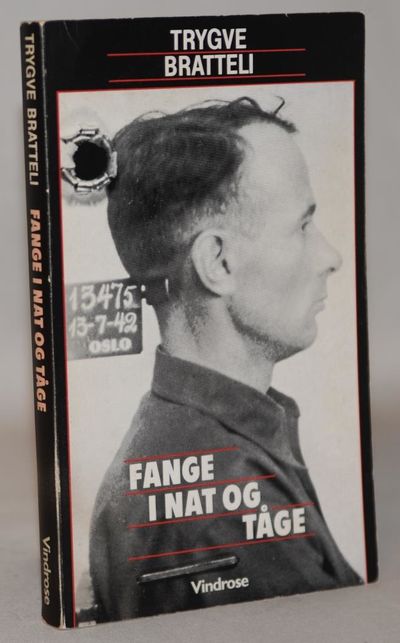 TRYGVE BRATTELI FANGE I NAT OG TÅGE Vindrose
TRYGVE
BRATTELI
13475
13-7-42
OSLO
FANGE
I NAT OG
TÅGE
Vindrose